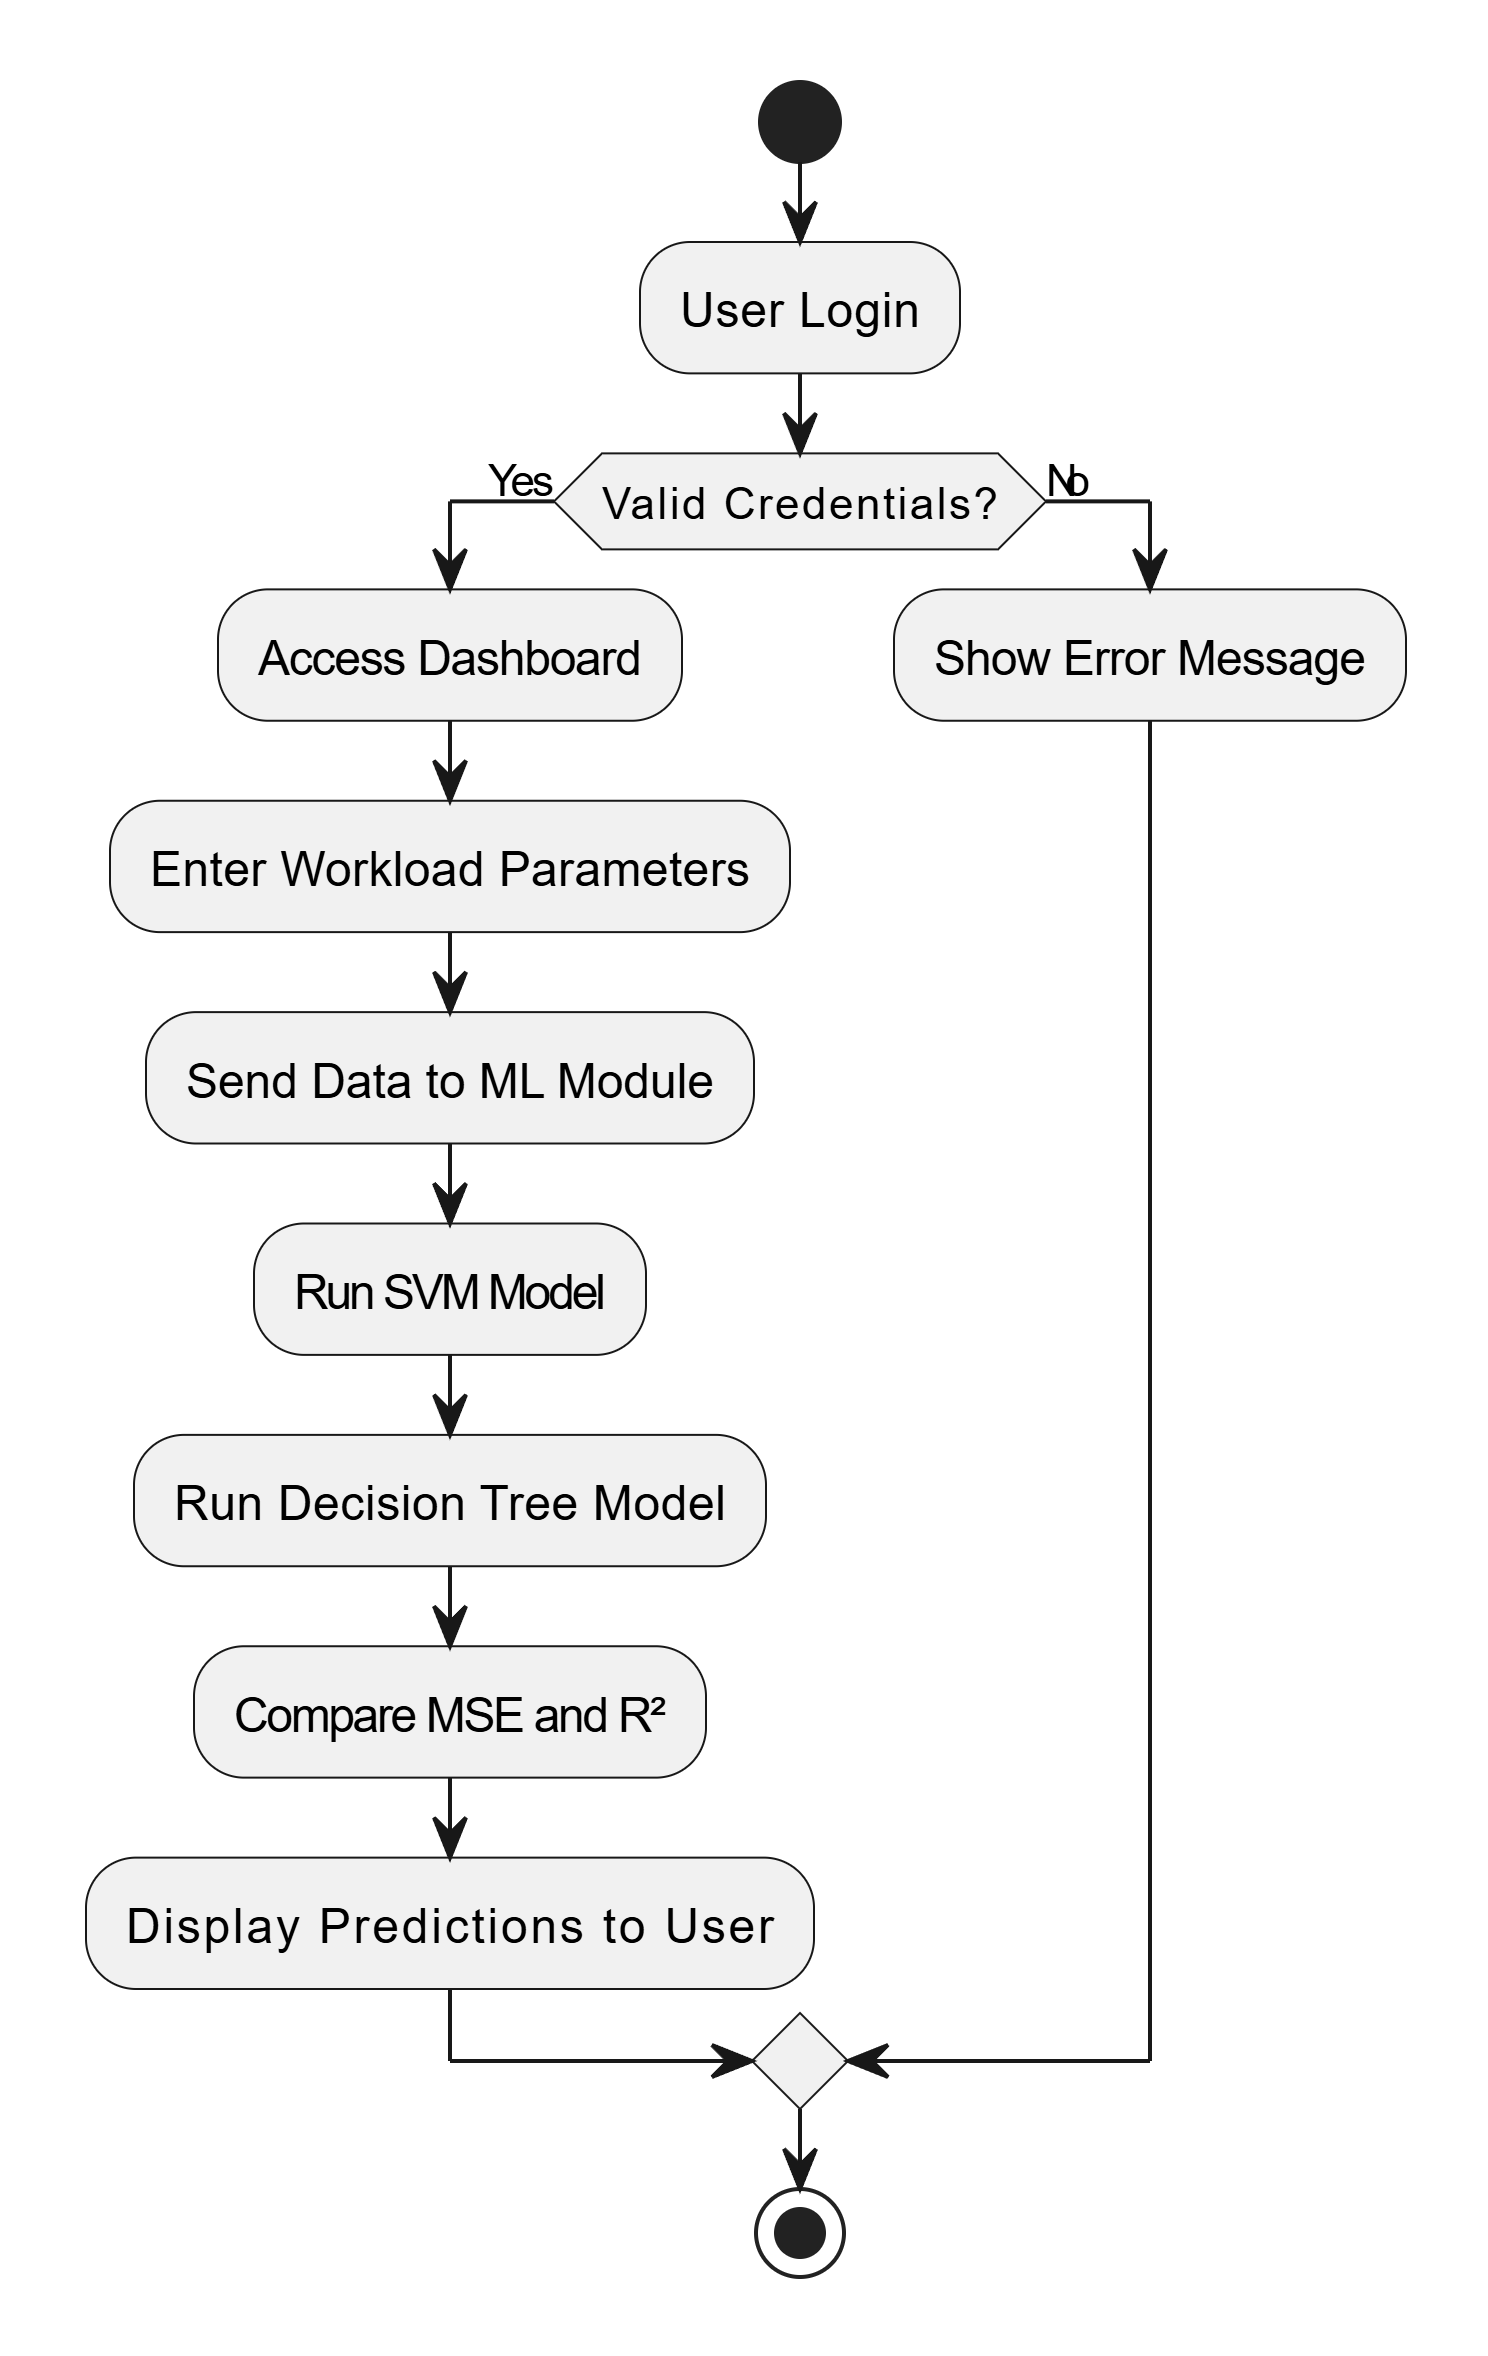 User Login
Yes
Valid Credentials?
No
Access Dashboard
Show Error Message
Enter Workload Parameters
Send Data to ML Module
Run SVM Model
Run Decision Tree Model
Compare MSE and R²
Display Predictions to User